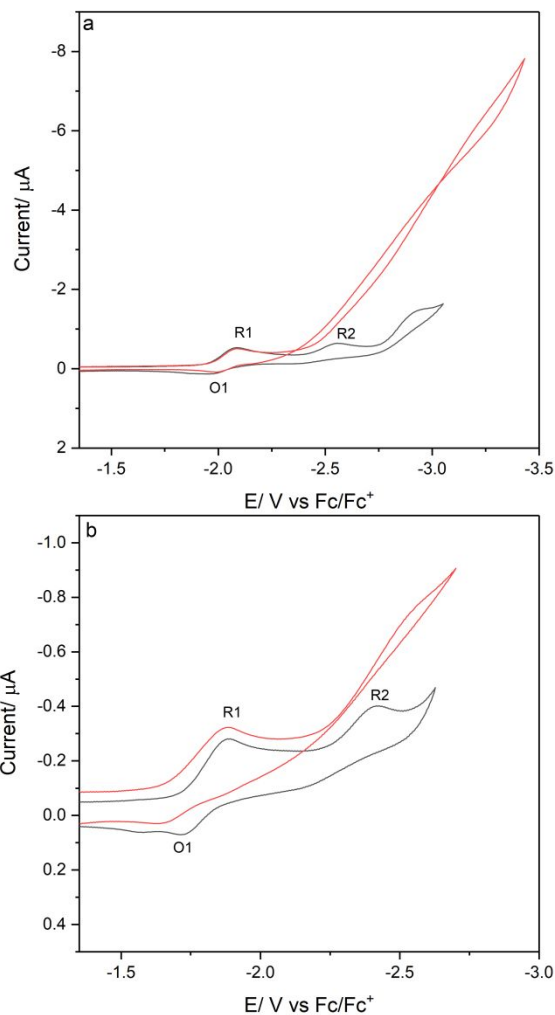 a
-8
-6
-4
-2
0
2
Current/ μA
R1
R2
O1
-1.5 -2.0 -2.5 -3.0 -3.5
E/ V vs Fc/Fc⁺
b
-1.0
-0.8
-0.6
-0.4
-0.2
0.0
0.2
0.4
Current/ μA
R1
R2
O1
-1.5 -2.0 -2.5 -3.0
E/ V vs Fc/Fc⁺